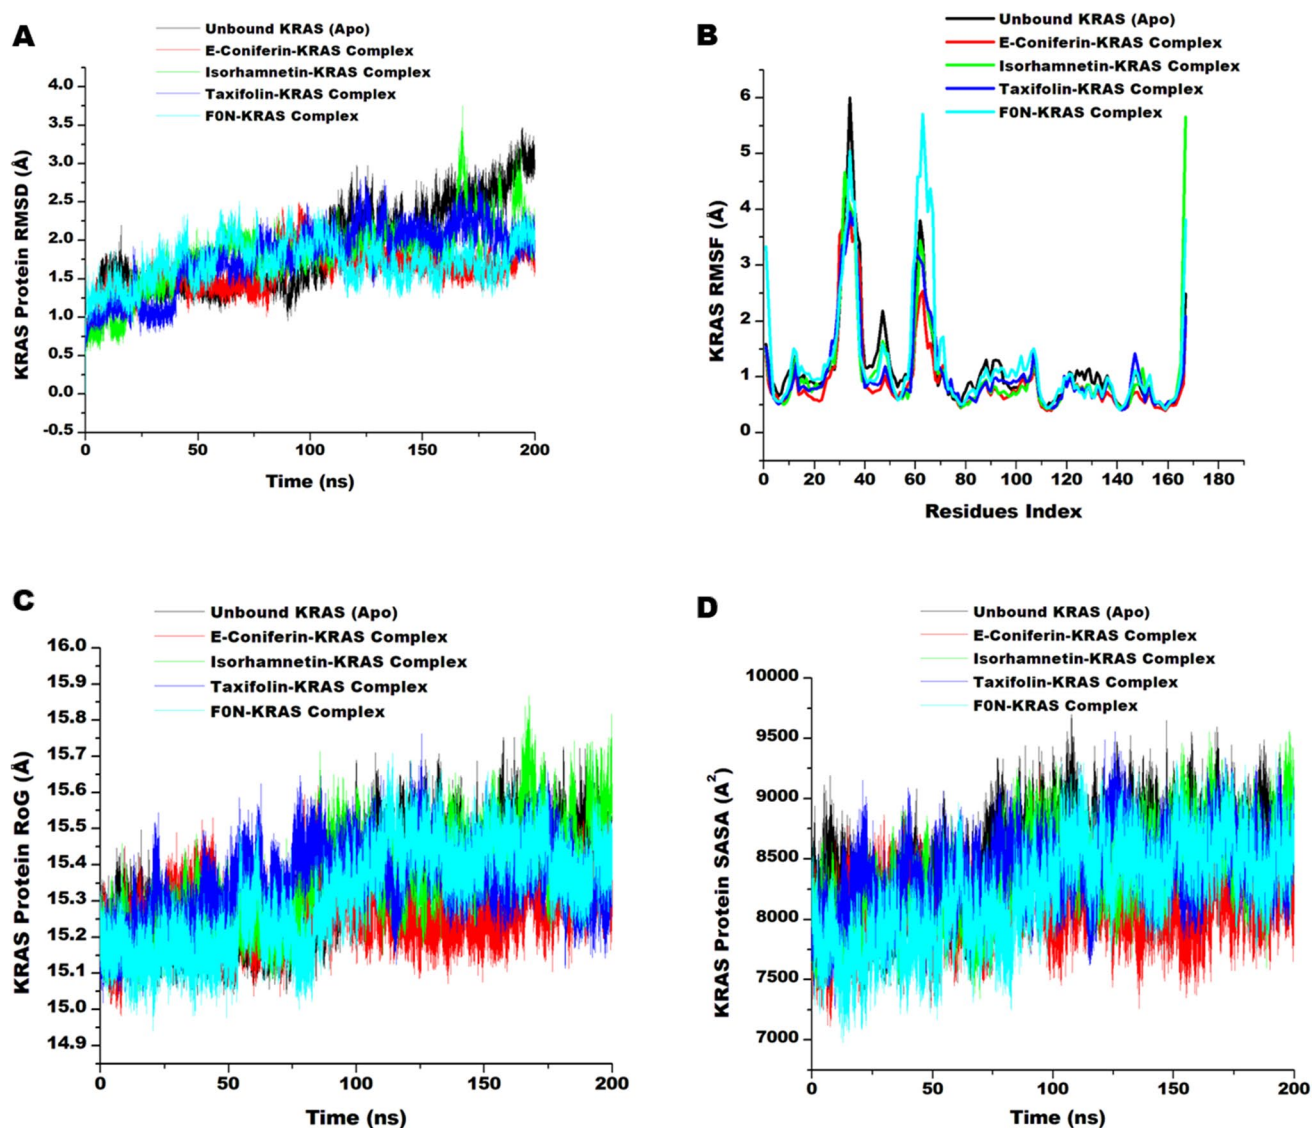 A
Unbound KRAS (Apo)
E-Coniferin-KRAS Complex
Isorhamnetin-KRAS Complex
Taxifolin-KRAS Complex
F0N-KRAS Complex
4.0
3.5
3.0
2.5
2.0
1.5
1.0
0.5
0.0
-0.5
KRAS Protein RMSD (Å)
0 50 100 150 200
Time (ns)
B
Unbound KRAS (Apo)
E-Coniferin-KRAS Complex
Isorhamnetin-KRAS Complex
Taxifolin-KRAS Complex
F0N-KRAS Complex
6
5
4
3
2
1
0
KRAS RMSF (Å)
0 20 40 60 80 100 120 140 160 180
Residues Index
C
Unbound KRAS (Apo)
E-Coniferin-KRAS Complex
Isorhamnetin-KRAS Complex
Taxifolin-KRAS Complex
F0N-KRAS Complex
16.0
15.9
15.8
15.7
15.6
15.5
15.4
15.3
15.2
15.1
15.0
14.9
KRAS Protein RoG (Å)
0 50 100 150 200
Time (ns)
D
Unbound KRAS (Apo)
E-Coniferin-KRAS Complex
Isorhamnetin-KRAS Complex
Taxifolin-KRAS Complex
F0N-KRAS Complex
10000
9500
9000
8500
8000
7500
7000
KRAS Protein SASA (A²)
0 50 100 150 200
Time (ns)